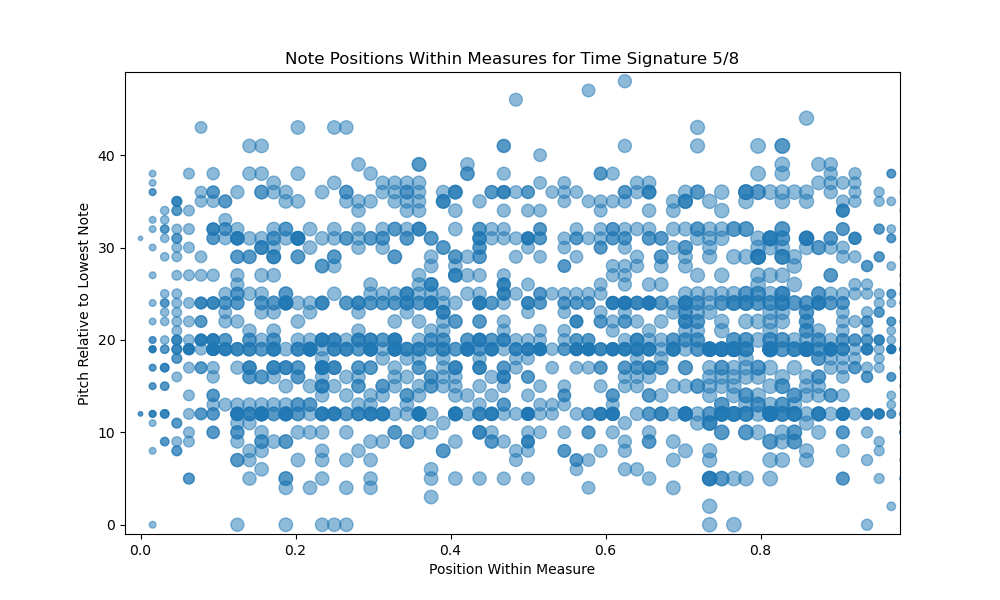 Note Positions Within Measures for Time Signature 5/8
Pitch Relative to Lowest Note
40
30
20
10
0
0.0 0.2 0.4 0.6 0.8
Position Within Measure